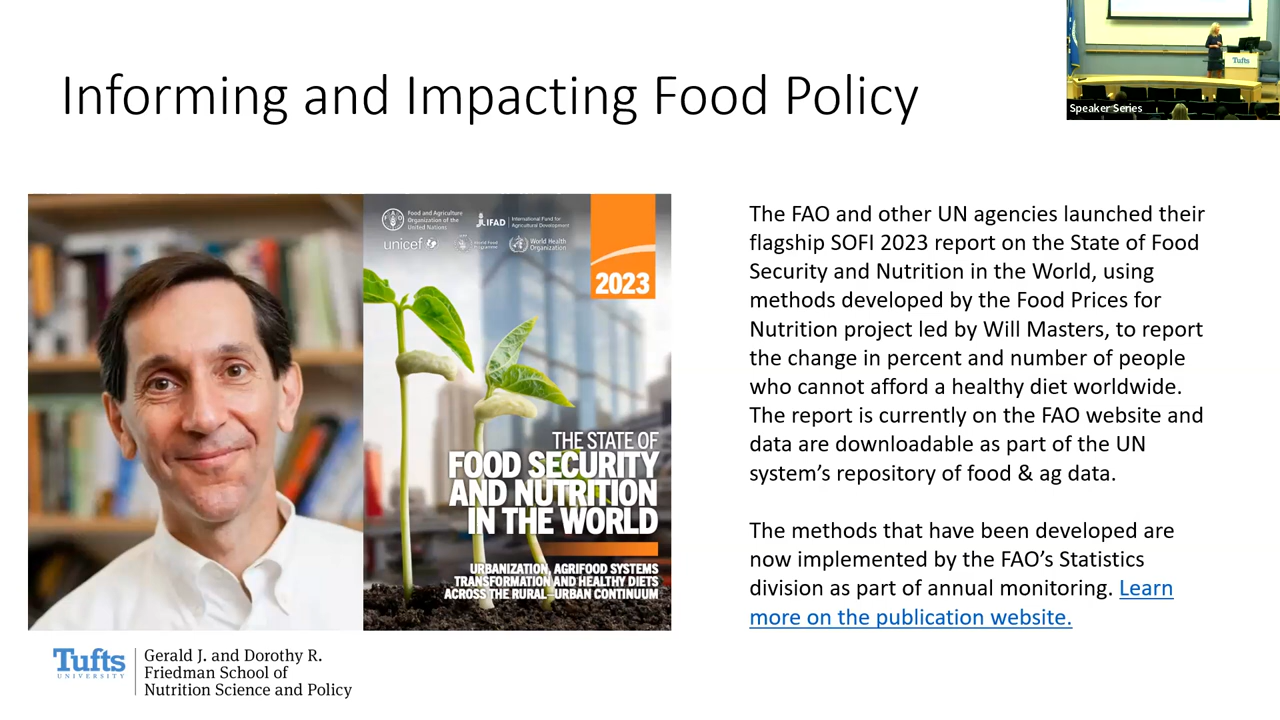 Informing and Impacting Food Policy
Tufts
Speaker Series
Food and Agriculture
Organization of the
United Nations
IFAD
International Fund for
Agricultural Development
unicef
World Food
Programme
World Health
Organization
2023
THE STATE OF
FOOD SECURITY
AND NUTRITION
IN THE WORLD
URBANIZATION, AGRIFOOD SYSTEMS
TRANSFORMATION AND HEALTHY DIETS
ACROSS THE RURAL–URBAN CONTINUUM
The FAO and other UN agencies launched their
flagship SOFI 2023 report on the State of Food
Security and Nutrition in the World, using
methods developed by the Food Prices for
Nutrition project led by Will Masters, to report
the change in percent and number of people
who cannot afford a healthy diet worldwide.
The report is currently on the FAO website and
data are downloadable as part of the UN
system’s repository of food & ag data.
The methods that have been developed are
now implemented by the FAO’s Statistics
division as part of annual monitoring. Learn
more on the publication website.
Tufts
UNIVERSITY
Gerald J. and Dorothy R.
Friedman School of
Nutrition Science and Policy